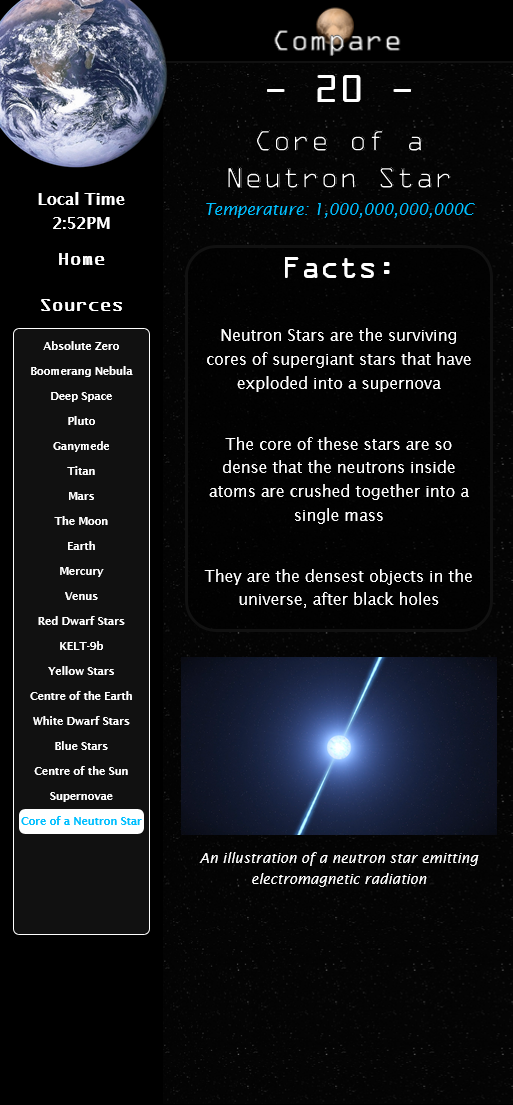 Compare
Local Time
2:52PM
Home
Sources
Absolute Zero
Boomerang Nebula
Deep Space
Pluto
Ganymede
Titan
Mars
The Moon
Earth
Mercury
Venus
Red Dwarf Stars
KELT-9b
Yellow Stars
Centre of the Earth
White Dwarf Stars
Blue Stars
Centre of the Sun
Supernovae
Core of a Neutron Star
- 20 -
Core of a
Neutron Star
Temperature: 1,000,000,000,000C
Facts:
Neutron Stars are the surviving
cores of supergiant stars that have
exploded into a supernova
The core of these stars are so
dense that the neutrons inside
atoms are crushed together into a
single mass
They are the densest objects in the
universe, after black holes
An illustration of a neutron star emitting
electromagnetic radiation